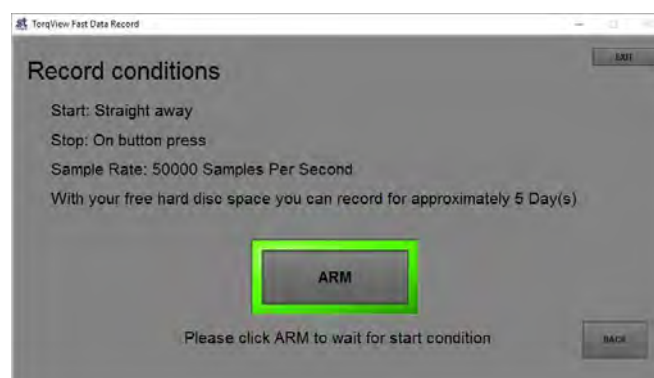 TorqView Fast Data Record
EXIT
Record conditions
Start: Straight away
Stop: On button press
Sample Rate: 50000 Samples Per Second
With your free hard disc space you can record for approximately 5 Day(s)
ARM
Please click ARM to wait for start condition
BACK